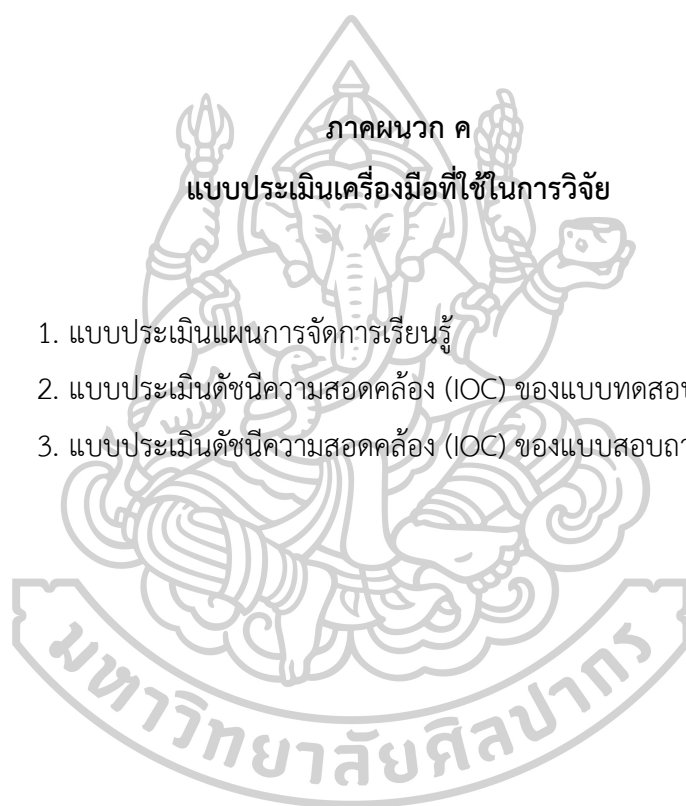 ภาคผนวก ค
แบบประเมินเครื่องมือที่ใช้ในการวิจัย
1. แบบประเมินแผนการจัดการเรียนรู้
2. แบบประเมินดัชนีความสอดคล้อง (IOC) ของแบบทดสอบ
3. แบบประเมินดัชนีความสอดคล้อง (IOC) ของ
มหาวิทยาลัยศิลปากร